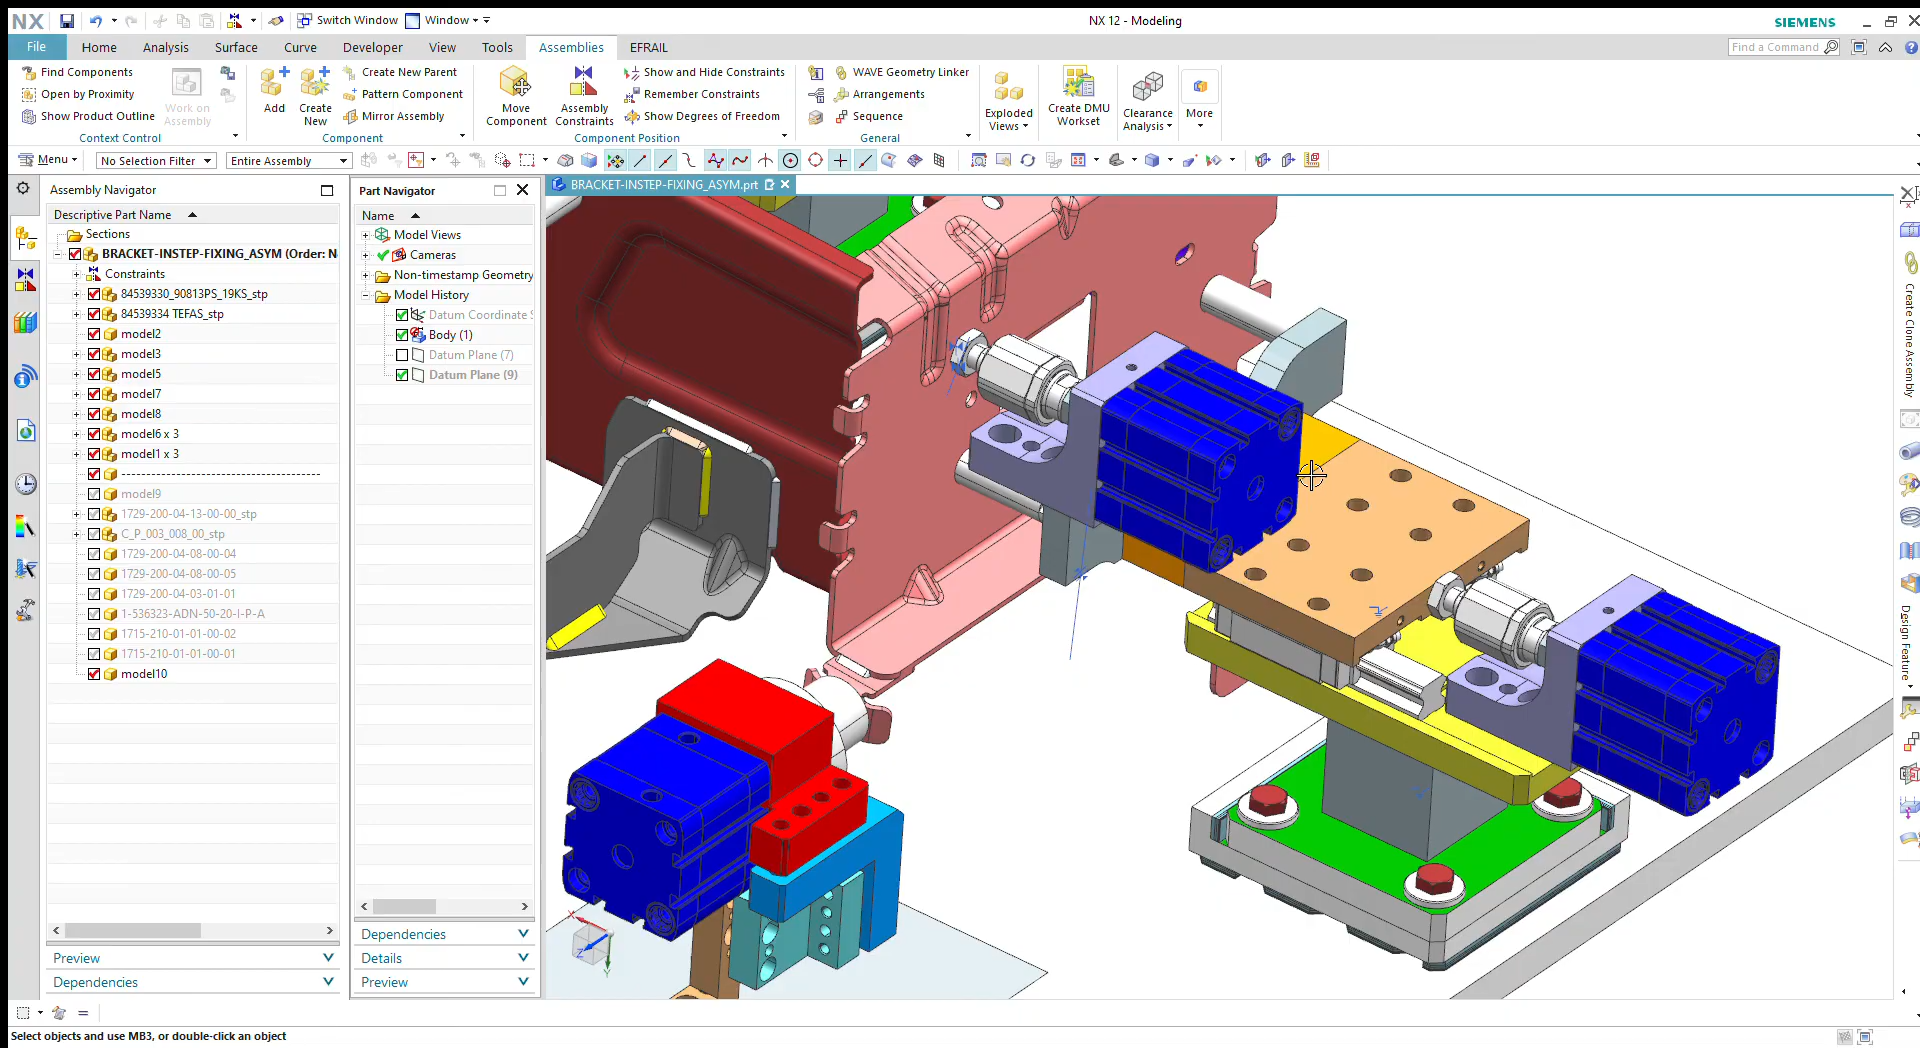 NX Switch Window Window NX 12 - Modeling SIEMENS
File Home Analysis Surface Curve Developer View Tools Assemblies EFRAIL Find a Command
Find Components
Open by Proximity
Show Product Outline
Work on Assembly
Context Control
Add
Create New
Create New Parent
Pattern Component
Mirror Assembly
Component
Move Component
Assembly Constraints
Show and Hide Constraints
Remember Constraints
Show Degrees of Freedom
Component Position
WAVE Geometry Linker
Arrangements
Sequence
General
Exploded Views
Create DMU Workset
Clearance Analysis
More
Menu No Selection Filter Entire Assembly
Assembly Navigator
Descriptive Part Name
Sections
BRACKET-INSTEP-FIXING_ASYM (Order: N
Constraints
84539330_90813PS_19KS_stp
84539334 TEFAS_stp
model2
model3
model5
model7
model8
model6 x 3
model1 x 3
------------------------------------
model9
1729-200-04-13-00-00_stp
C_P_003_008_00_stp
1729-200-04-08-00-04
1729-200-04-08-00-05
1729-200-04-03-01-01
1-536323-ADN-50-20-I-P-A
1715-210-01-01-00-02
1715-210-01-01-00-01
model10
Preview
Dependencies
Part Navigator
Name
Model Views
Cameras
Non-timestamp Geometry
Model History
Datum Coordinate S
Body (1)
Datum Plane (7)
Datum Plane (9)
Dependencies
Details
Preview
BRACKET-INSTEP-FIXING_ASYM.prt
X
Z
Y
Create Clone Assembly
Design Feature
Select objects and use MB3, or double-click an object